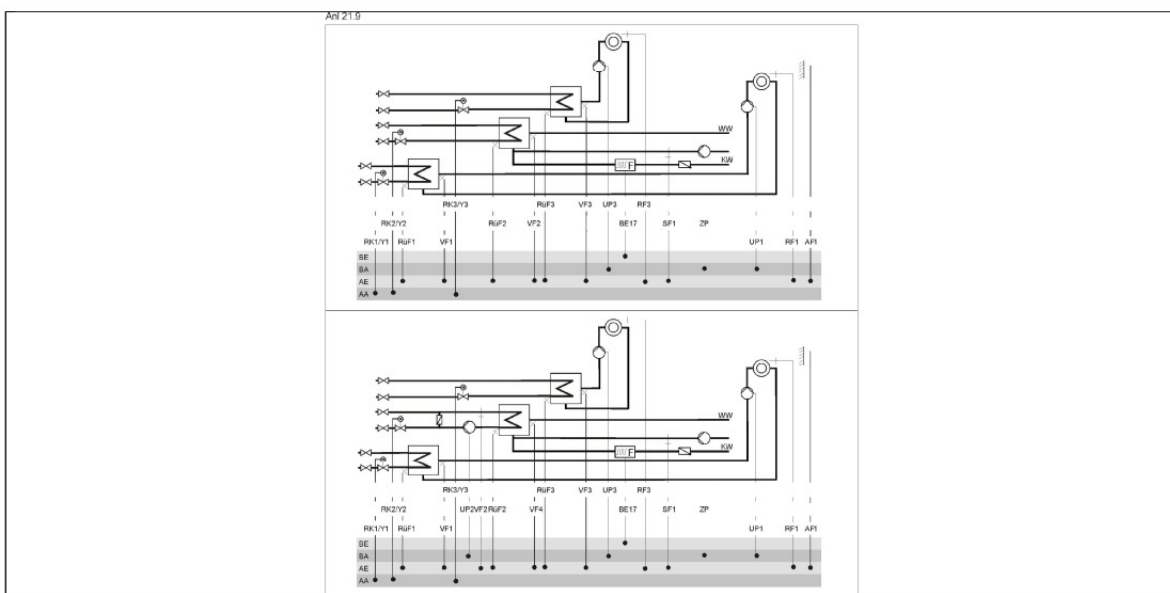 Anl 21.9
WW
KW
F
RK3/Y3 RüF3 VF3 UP3 RF3
RK2/Y2 RüF2 VF2 BE17 SF1 ZP
RK1/Y1 RüF1 VF1 UP1 RF1 AF1
BE
BA
AE
AA
WW
KW
F
RK3/Y3 RüF3 VF3 UP3 RF3
RK2/Y2 UP2 VF2 RüF2 VF4 BE17 SF1 ZP
RK1/Y1 RüF1 VF1 UP1 RF1 AF1
BE
BA
AE
AA